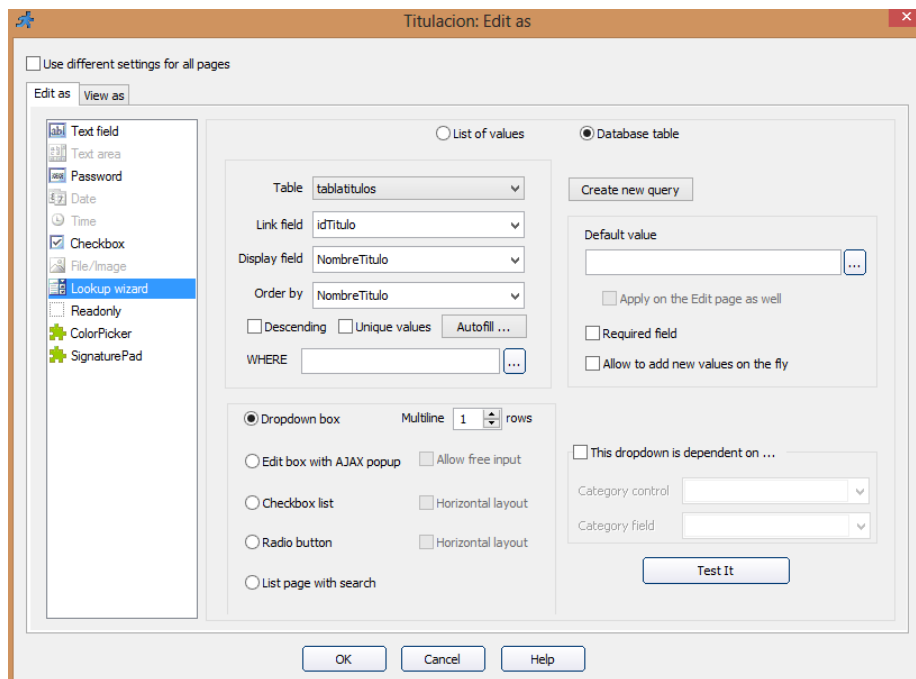 Titulacion: Edit as
Use different settings for all pages
Edit as View as
Text field
Text area
Password
Date
Time
Checkbox
File/Image
Lookup wizard
Readonly
ColorPicker
SignaturePad
List of values Database table
Table tablatitulos
Link field idTitulo
Display field NombreTitulo
Order by NombreTitulo
Descending Unique values Autofill ...
WHERE ...
Create new query
Default value
...
Apply on the Edit page as well
Required field
Allow to add new values on the fly
Dropdown box Multiline 1 rows
Edit box with AJAX popup Allow free input
Checkbox list Horizontal layout
Radio button Horizontal layout
List page with search
This dropdown is dependent on ...
Category control
Category field
Test It
OK Cancel Help